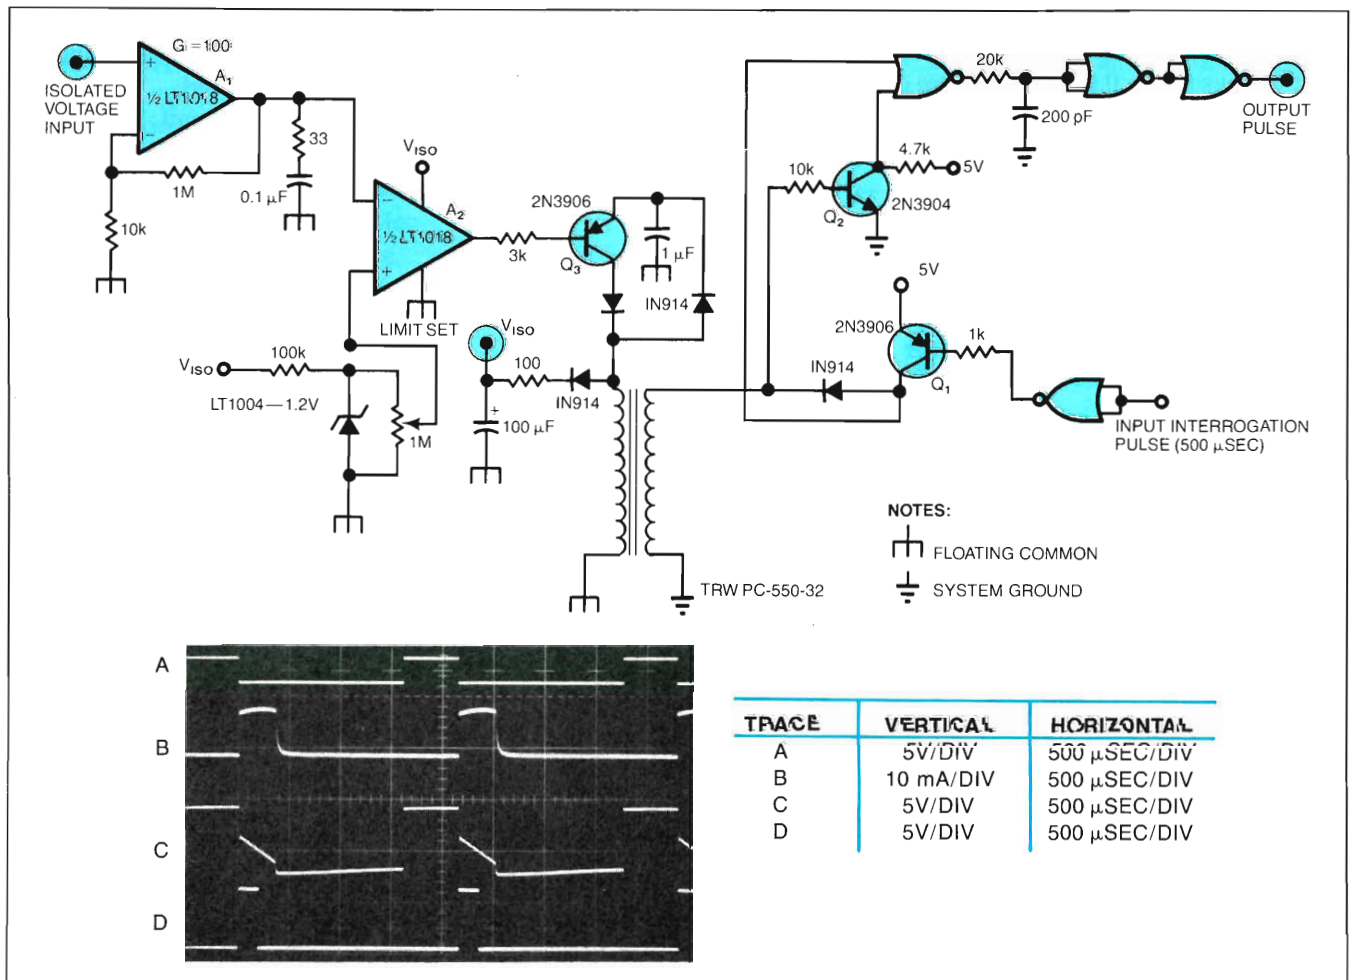 G = 100
A₁
½ LT1018
+
−
ISOLATED
VOLTAGE
INPUT
1M
10k
33
0.1 µF
VISO
A₂
½ LT1018
−
+
LIMIT SET
3k
2N3906
Q₃
1 µF
IN914
VISO
100k
LT1004—1.2V
1M
VISO
100
IN914
+
100 µF
TRW PC-550-32
20k
200 pF
OUTPUT
PULSE
10k
4.7k
5V
Q₂
2N3904
5V
2N3906
1k
IN914
Q₁
INPUT INTERROGATION
PULSE (500 µSEC)
NOTES:
FLOATING COMMON
SYSTEM GROUND
A
B
C
D
TRACE VERTICAL HORIZONTAL
A 5V/DIV 500 µSEC/DIV
B 10 mA/DIV 500 µSEC/DIV
C 5V/DIV 500 µSEC/DIV
D 5V/DIV 500 µSEC/DIV